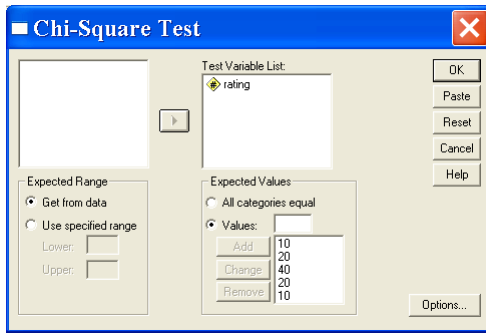 Chi-Square Test
Test Variable List:
# rating
OK
Paste
Reset
Cancel
Help
Expected Range
Get from data
Use specified range
Lower:
Upper:
Expected Values
All categories equal
Values:
Add
Change
Remove
10
20
40
20
10
Options...